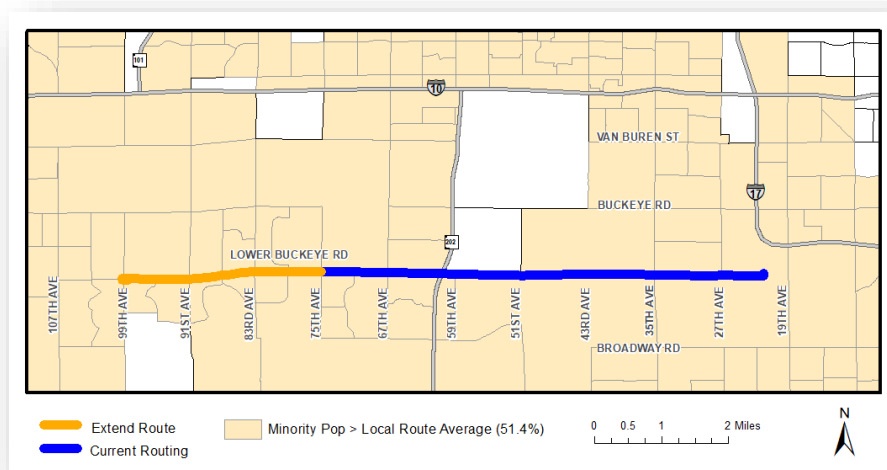 101
10
VAN BUREN ST
17
BUCKEYE RD
202
LOWER BUCKEYE RD
107TH AVE
99TH AVE
91ST AVE
83RD AVE
75TH AVE
67TH AVE
59TH AVE
51ST AVE
43RD AVE
35TH AVE
27TH AVE
19TH AVE
BROADWAY RD
Extend Route
Current Routing
Minority Pop > Local Route Average (51.4%)
0 0.5 1 2 Miles
N